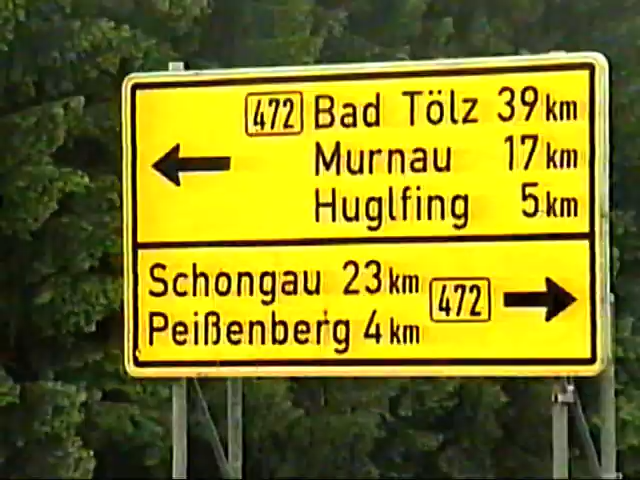 472 Bad Tölz 39 km
Murnau 17 km
Huglfing 5 km
Schongau 23 km 472
Peißenberg 4 km